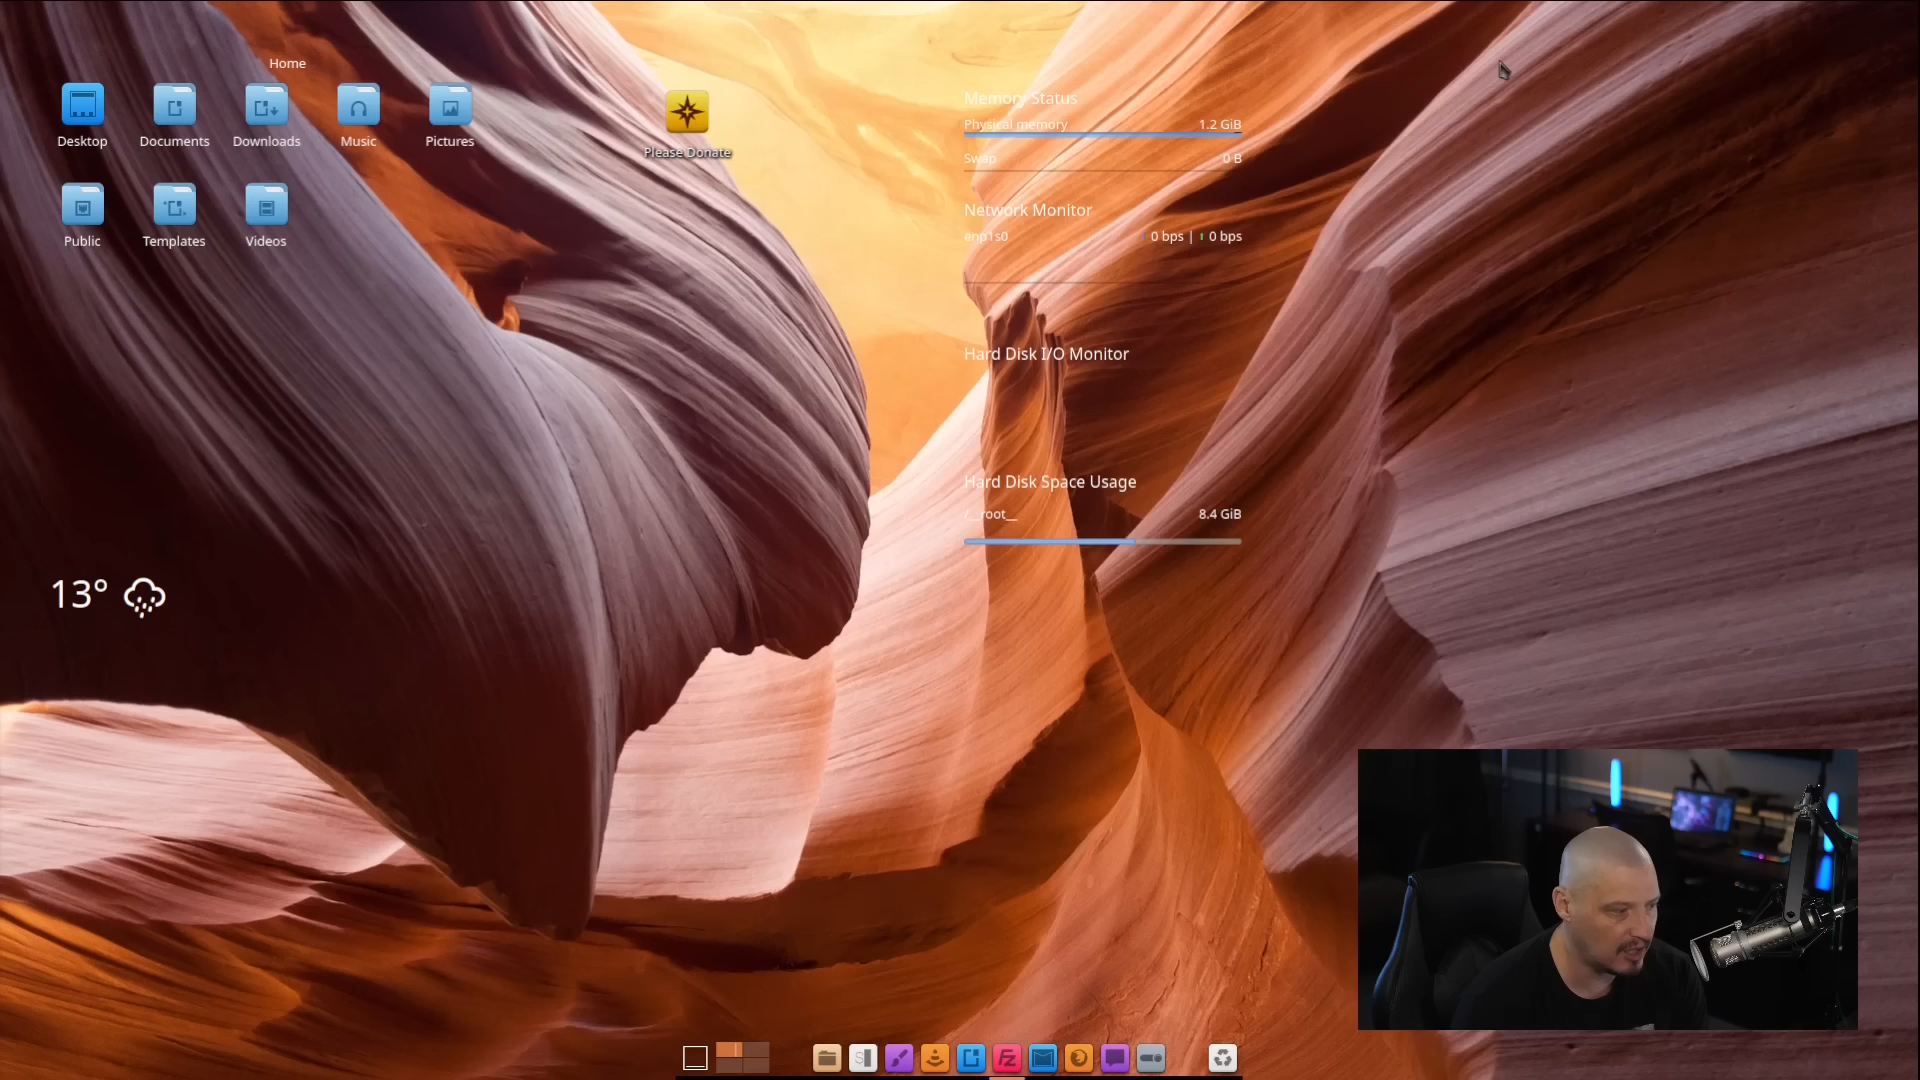 Home
Desktop
Documents
Downloads
Music
Pictures
Public
Templates
Videos
Please Donate
Memory Status
Physical memory 1.2 GiB
Swap 0 B
Network Monitor
enp1s0 0 bps | 0 bps
Hard Disk I/O Monitor
Hard Disk Space Usage
/__root__ 8.4 GiB
13°
S
FZ